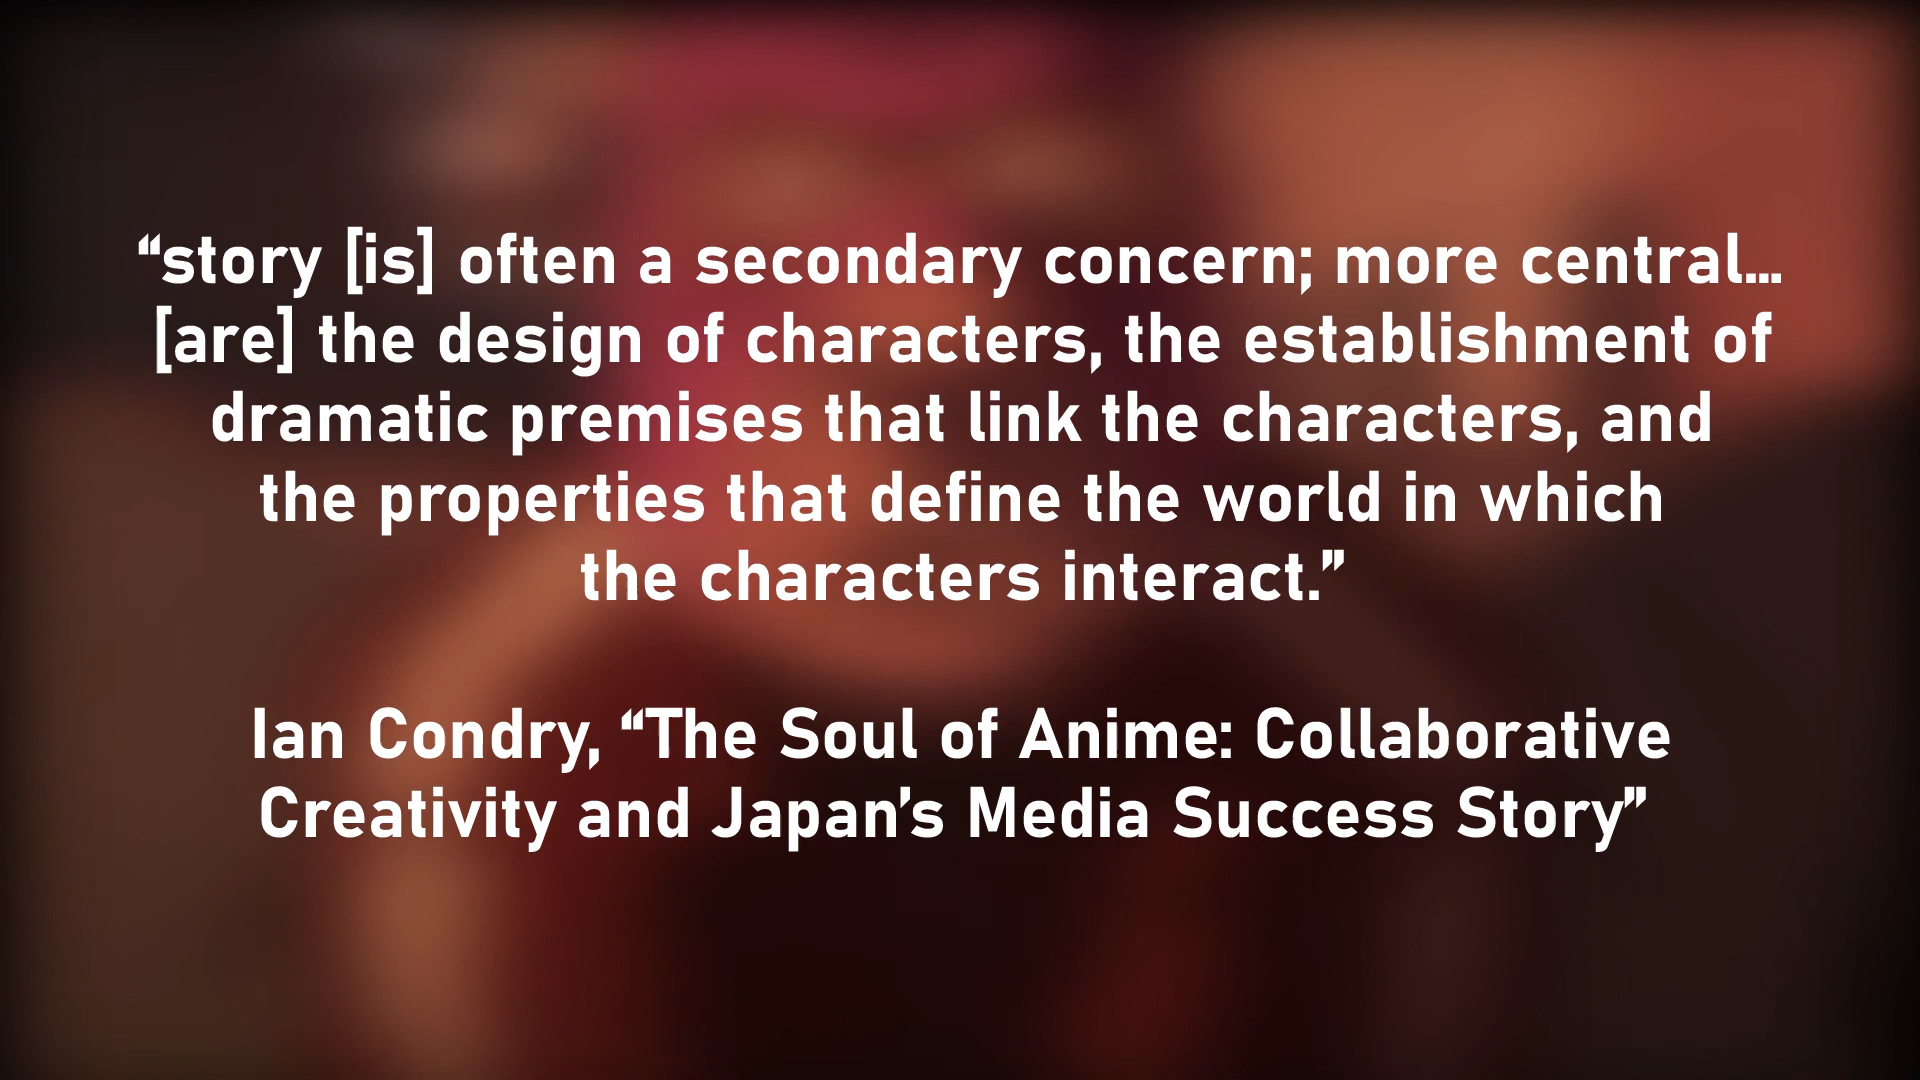 “story [is] often a secondary concern; more central...
[are] the design of characters, the establishment of
dramatic premises that link the characters, and
the properties that define the world in which
the characters interact.”
Ian Condry, “The Soul of Anime: Collaborative
Creativity and Japan’s Media Success Story”